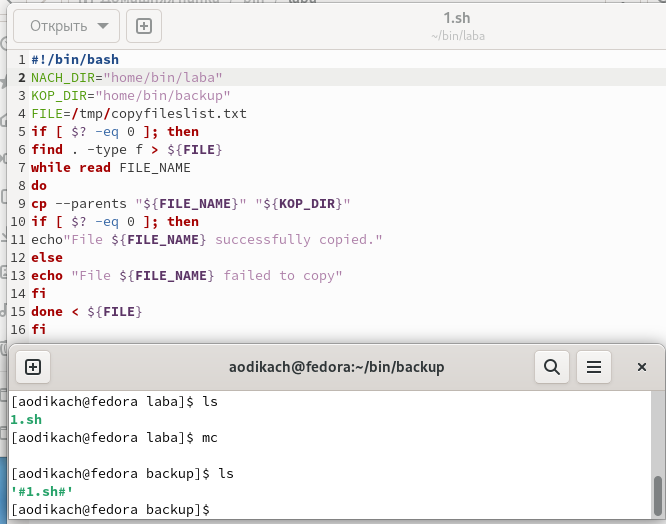 Открыть
1.sh
~/bin/laba
1 #!/bin/bash
2 NACH_DIR="home/bin/laba"
3 KOP_DIR="home/bin/backup"
4 FILE=/tmp/copyfileslist.txt
5 if [ $? -eq 0 ]; then
6 find . -type f > ${FILE}
7 while read FILE_NAME
8 do
9 cp --parents "${FILE_NAME}" "${KOP_DIR}"
10 if [ $? -eq 0 ]; then
11 echo"File ${FILE_NAME} successfully copied."
12 else
13 echo "File ${FILE_NAME} failed to copy"
14 fi
15 done < ${FILE}
16 fi
aodikach@fedora:~/bin/backup
[aodikach@fedora laba]$ ls
1.sh
[aodikach@fedora laba]$ mc
[aodikach@fedora backup]$ ls
'#1.sh#'
[aodikach@fedora backup]$